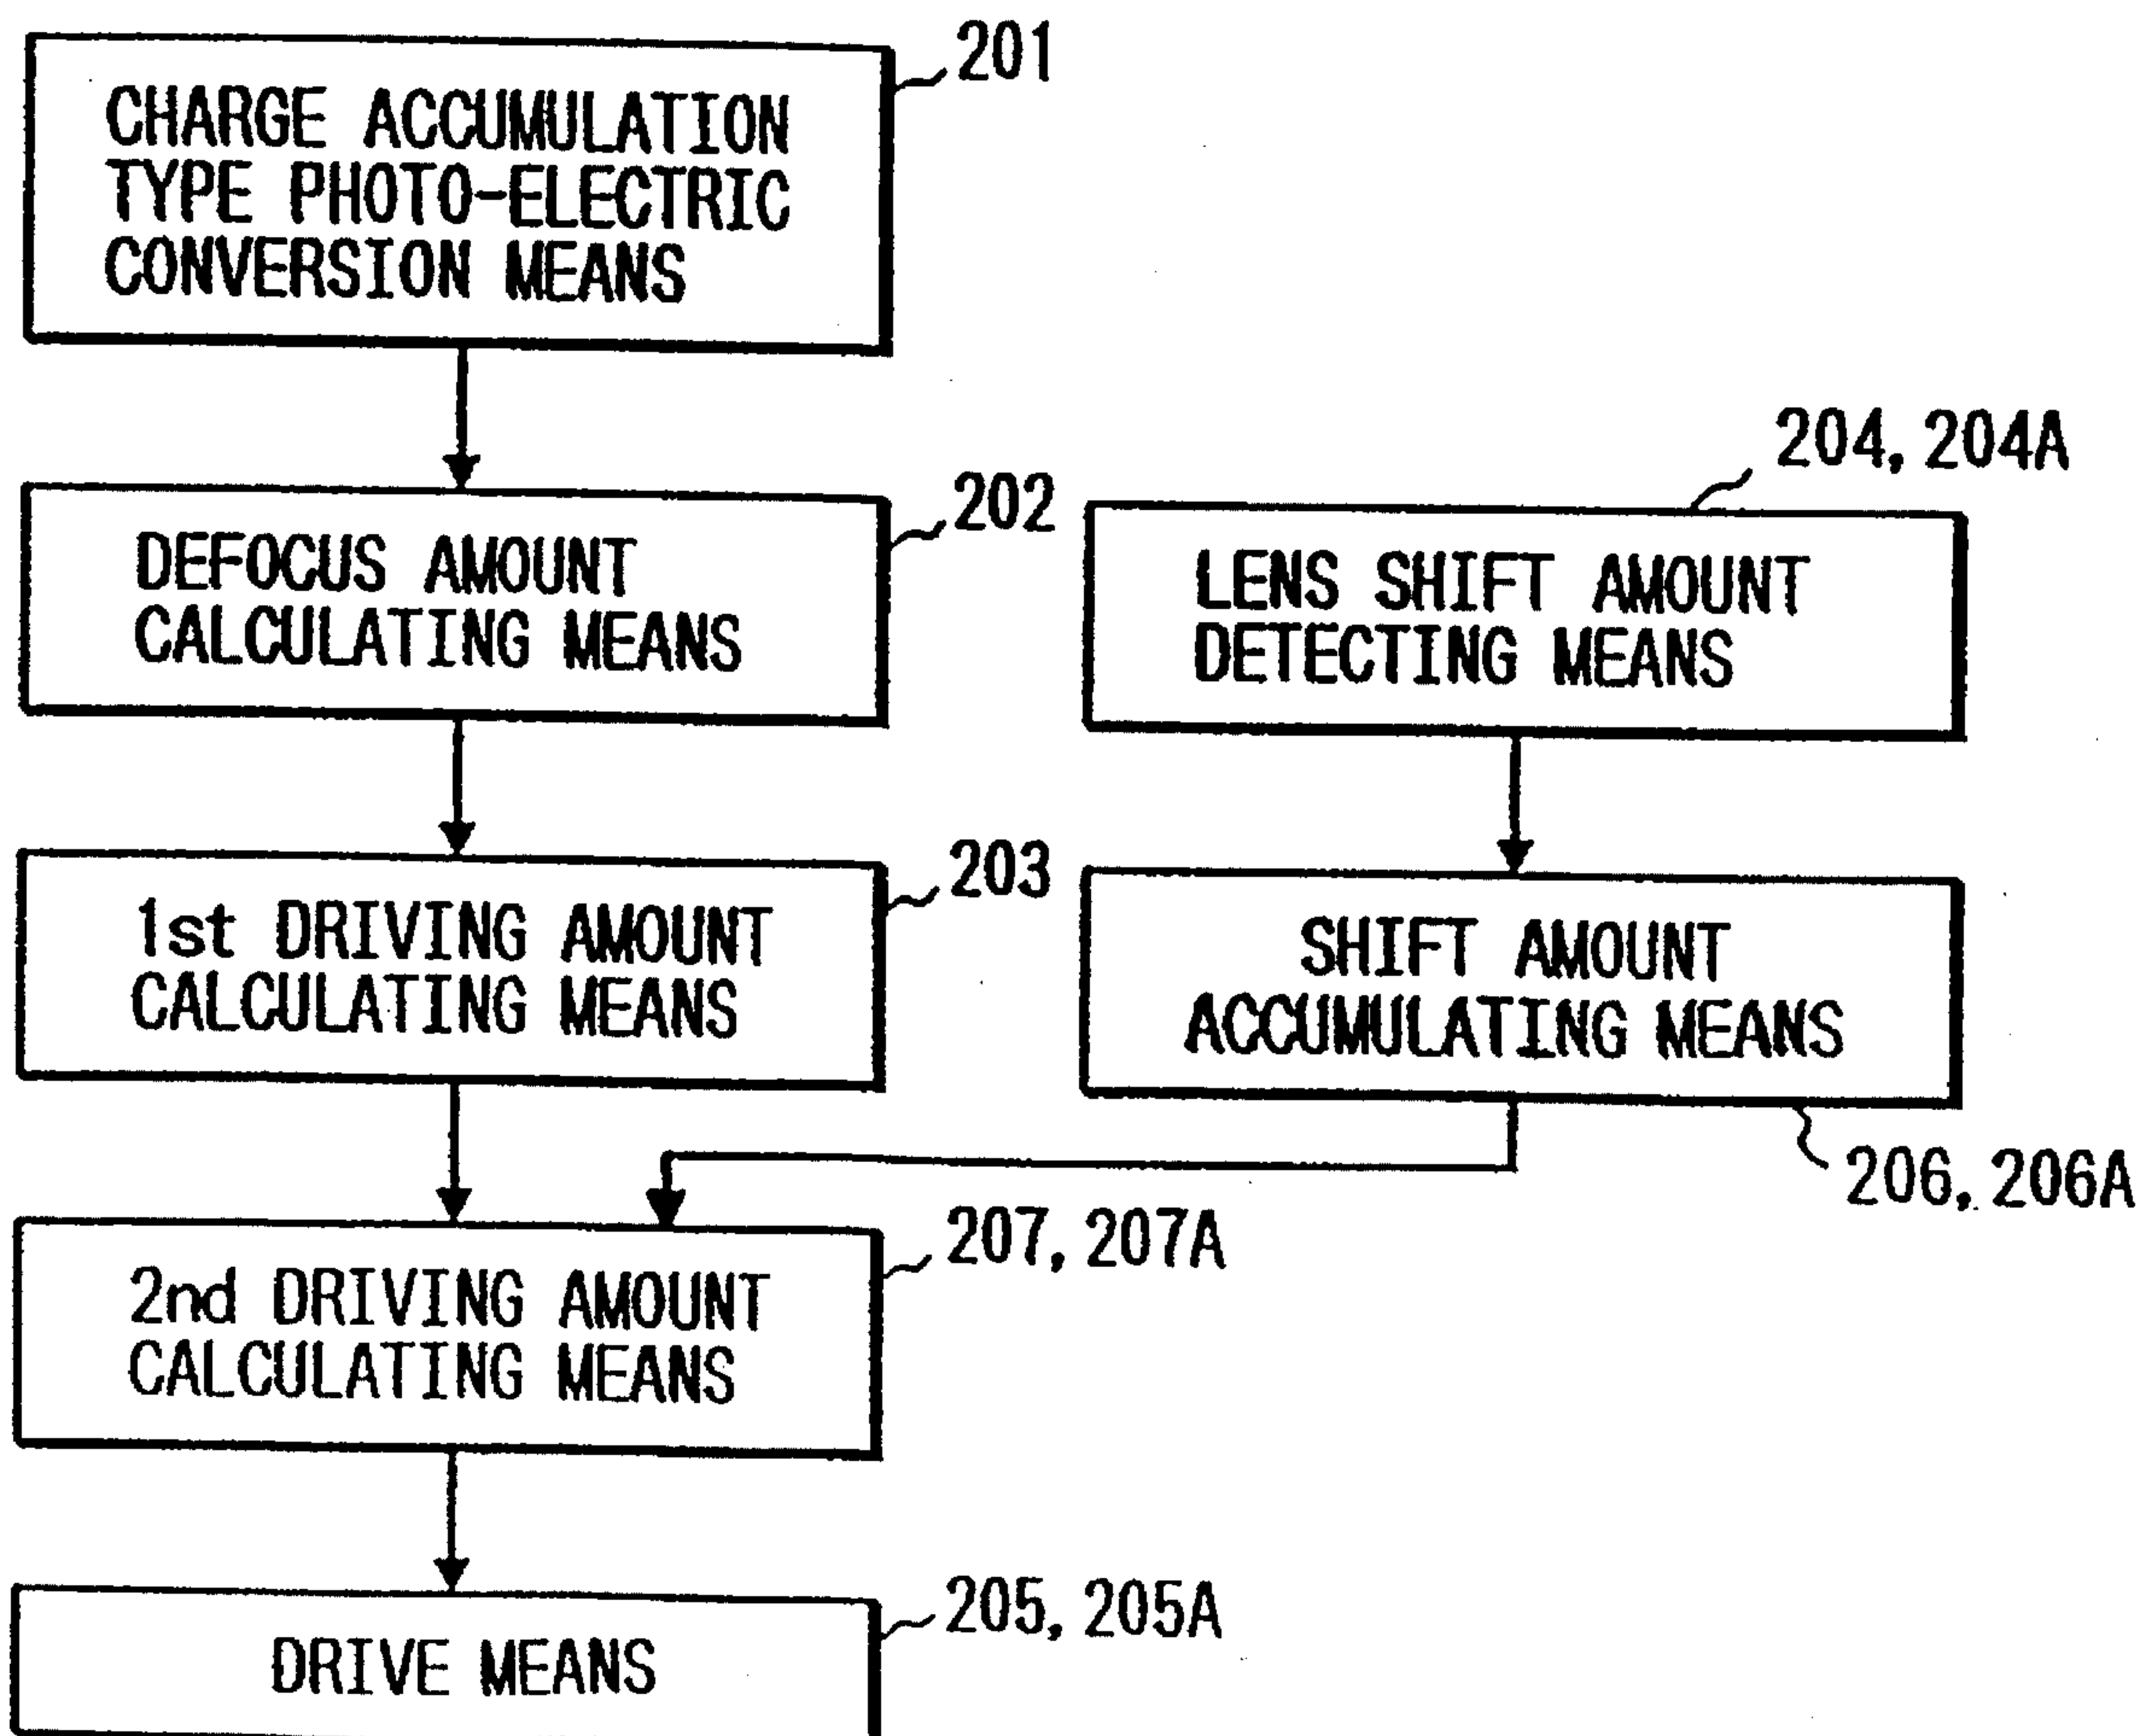 201
CHARGE ACCUMULATION
TYPE PHOTO-ELECTRIC
CONVERSION MEANS
202
DEFOCUS AMOUNT
CALCULATING MEANS
204, 204A
LENS SHIFT AMOUNT
DETECTING MEANS
203
1st DRIVING AMOUNT
CALCULATING MEANS
SHIFT AMOUNT
ACCUMULATING MEANS
206, 206A
207, 207A
2nd DRIVING AMOUNT
CALCULATING MEANS
205, 205A
DRIVE MEANS